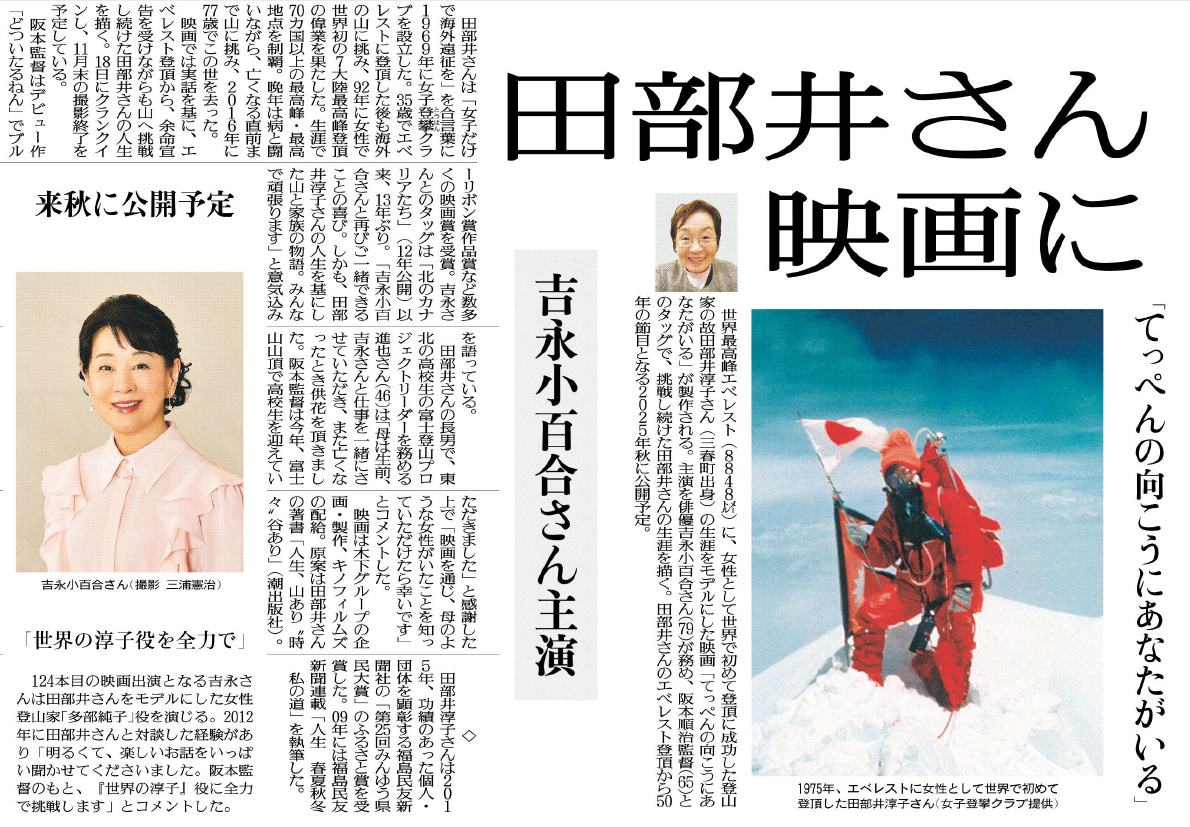 田部井さん
映画に
「てっぺんの向こうにあなたがいる」
吉永小百合さん主演
世界最高峰エベレスト（8848㍍）に、女性として世界で初めて登頂に成功した登山
家の故田部井淳子さん（三春町出身）の生涯をモデルにした映画「てっぺんの向こうにあ
なたがいる」が製作される。主演を俳優吉永小百合さん(79)が務め、阪本順治監督(65)と
のタッグで、挑戦し続けた田部井さんの生涯を描く。田部井さんのエベレスト登頂から50
年の節目となる2025年秋に公開予定。
1975年、エベレストに女性として世界で初めて
登頂した田部井淳子さん（女子登攀クラブ提供）
田部井さんは「女子だけ
で海外遠征を」を合言葉に
1969年に女子登攀クラ
とうはん
ブを設立した。35歳でエベ
レストに登頂した後も海外
の山に挑み、92年に女性で
世界初の7大陸最高峰登頂
の偉業を果たした。生涯で
70カ国以上の最高峰・最高
地点を制覇。晩年は病と闘
いながら、亡くなる直前ま
で山に挑み、2016年に
77歳でこの世を去った。
映画では実話を基に、エ
ベレスト登頂から、余命宣
告を受けながらも山へ挑戦
し続けた田部井さんの人生
を描く。18日にクランクイ
ンし、11月末の撮影終了を
予定している。
阪本監督はデビュー作
「どついたるねん」でブル
ーリボン賞作品賞など数多
くの映画賞を受賞。吉永さ
んとのタッグは「北のカナ
リアたち」（12年公開）以
来、13年ぶり。「吉永小百
合さんと再びご一緒できる
ことの喜び。しかも、田部
井淳子さんの人生を基にし
た山と家族の物語。みんな
で頑張ります」と意気込み
を語っている。
田部井さんの長男で、東
北の高校生の富士登山プロ
ジェクトリーダーを務める
進也さん(46)は「母は生前、
吉永さんと仕事を一緒にさ
せていただき、また亡くな
ったとき供花を頂きまし
た。阪本監督は今年、富士
山山頂で高校生を迎えてい
ただきました」と感謝した
上で「映画を通じ、母のよ
うな女性がいたことを知っ
ていただけたら幸いです」
とコメントした。
映画は木下グループの企
画・製作、キノフィルムズ
の配給。原案は田部井さん
の著書「人生、山あり〝時
々〟谷あり」（潮出版社）。
◇
田部井淳子さんは201
5年、功績のあった個人・
団体を顕彰する福島民友新
聞社の「第25回みんゆう県
民大賞」のふるさと賞を受
賞した。09年には福島民友
新聞連載「人生　春夏秋冬
私の道」を執筆した。
来秋に公開予定
吉永小百合さん（撮影　三浦憲治）
「世界の淳子役を全力で」
124本目の映画出演となる吉永さ
んは田部井さんをモデルにした女性
登山家「多部純子」役を演じる。2012
年に田部井さんと対談した経験があ
り「明るくて、楽しいお話をいっぱ
い聞かせてくださいました。阪本監
督のもと、『世界の淳子』役に全力
で挑戦します」とコメントした。